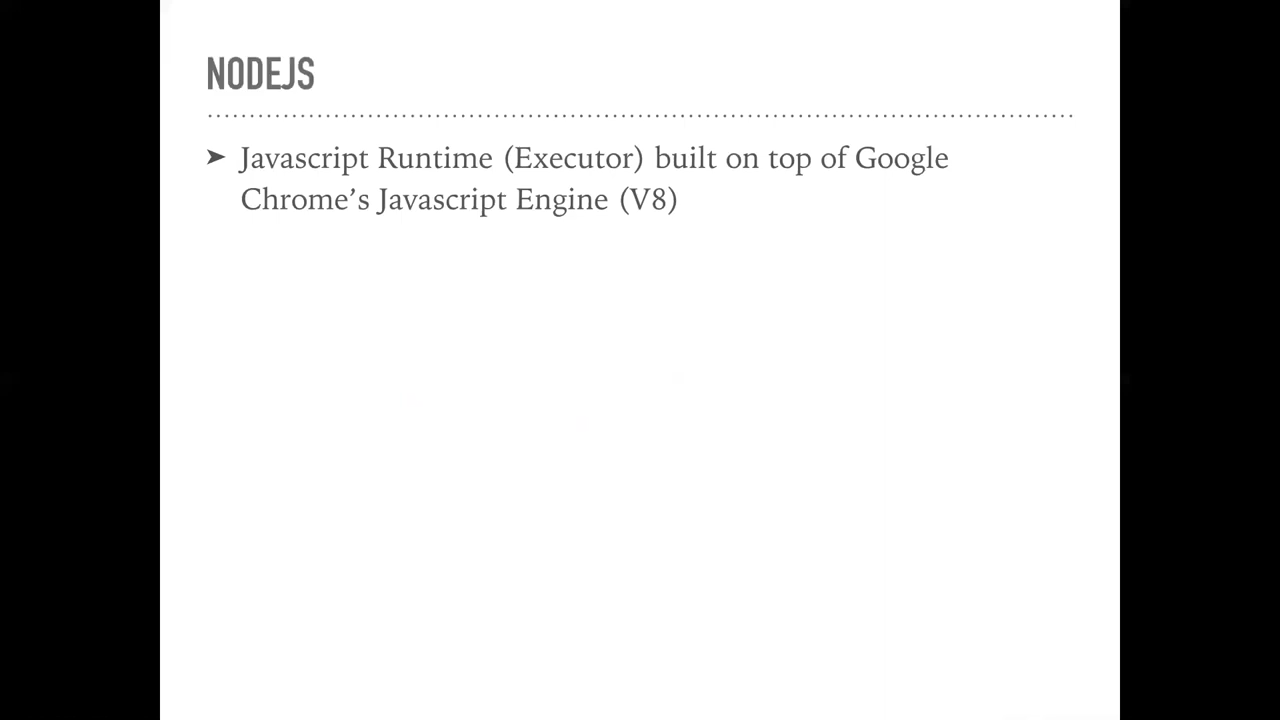 NODEJS
➤ Javascript Runtime (Executor) built on top of Google
Chrome’s Javascript Engine (V8)